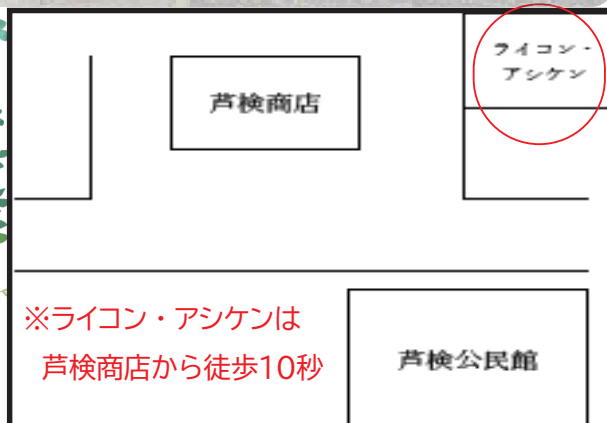 ライコン・
アシケン
芦検商店
※ライコン・アシケンは
芦検商店から徒歩10秒
芦検公民館